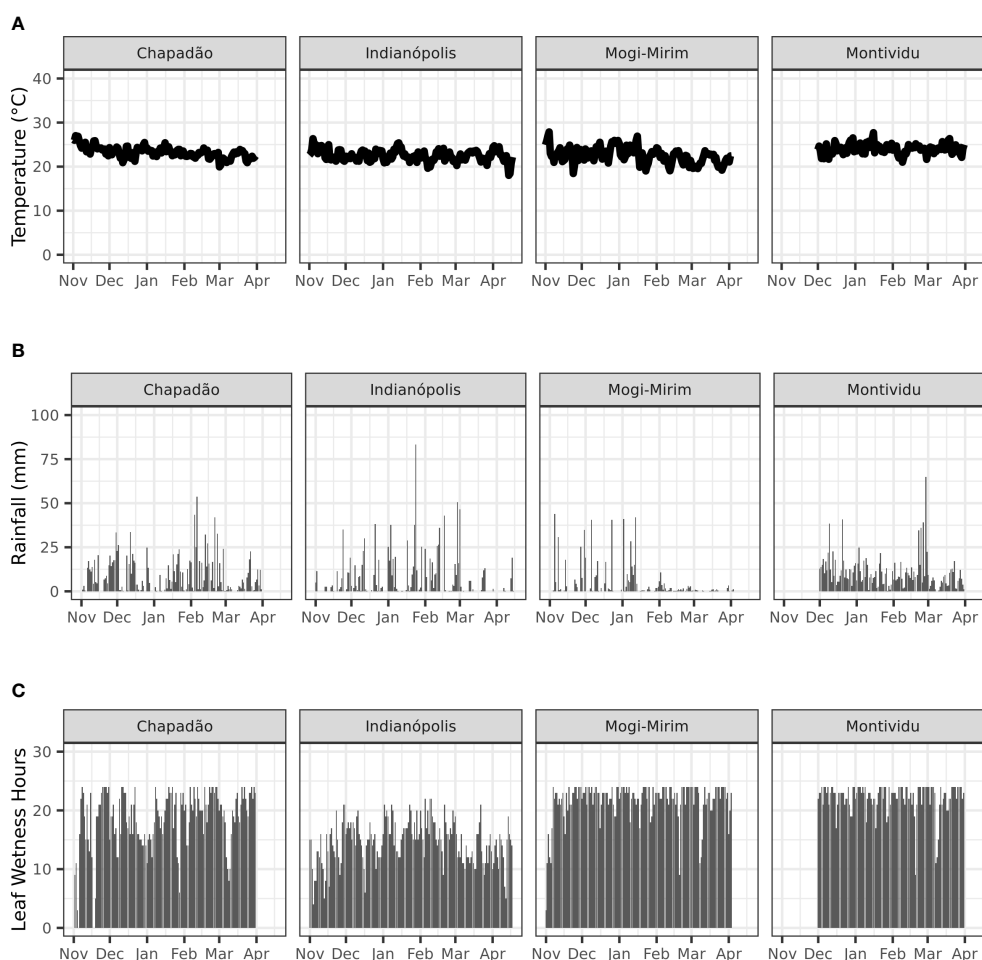 A
Chapadão Indianópolis Mogi-Mirim Montividu
Temperature (°C)
40
30
20
10
0
Nov Dec Jan Feb Mar Apr Nov Dec Jan Feb Mar Apr Nov Dec Jan Feb Mar Apr Nov Dec Jan Feb Mar Apr
B
Chapadão Indianópolis Mogi-Mirim Montividu
Rainfall (mm)
100
75
50
25
0
Nov Dec Jan Feb Mar Apr Nov Dec Jan Feb Mar Apr Nov Dec Jan Feb Mar Apr Nov Dec Jan Feb Mar Apr
C
Chapadão Indianópolis Mogi-Mirim Montividu
Leaf Wetness Hours
30
20
10
0
Nov Dec Jan Feb Mar Apr Nov Dec Jan Feb Mar Apr Nov Dec Jan Feb Mar Apr Nov Dec Jan Feb Mar Apr